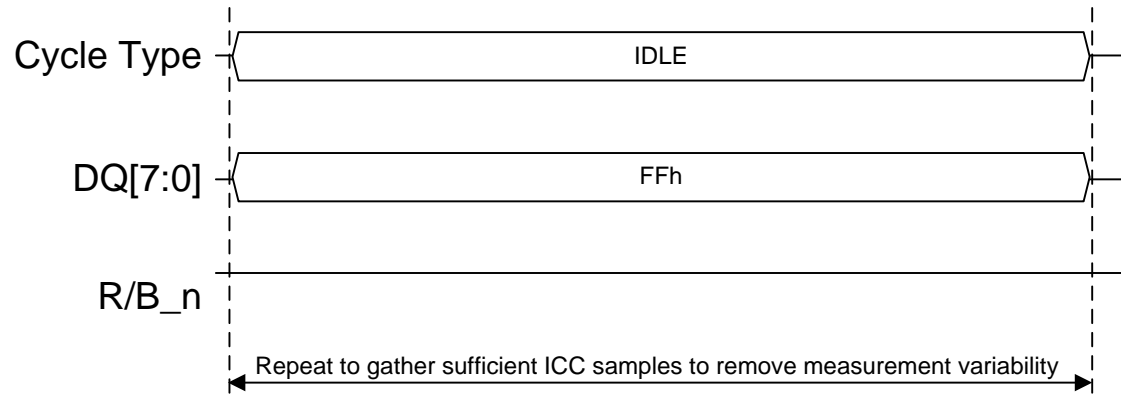 Cycle Type
IDLE
DQ[7:0]
FFh
R/B_n
Repeat to gather sufficient ICC samples to remove measurement variability